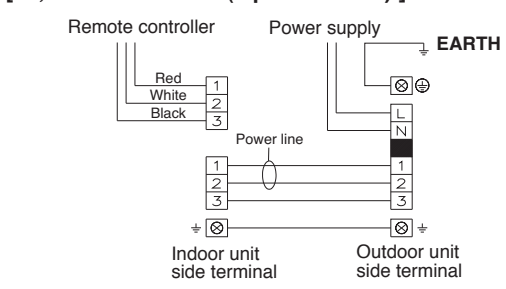 Remote controller
Power supply
EARTH
Red
White
Black
1
2
3
L
N
Power line
1
2
3
1
2
3
Indoor unit
side terminal
Outdoor unit
side terminal